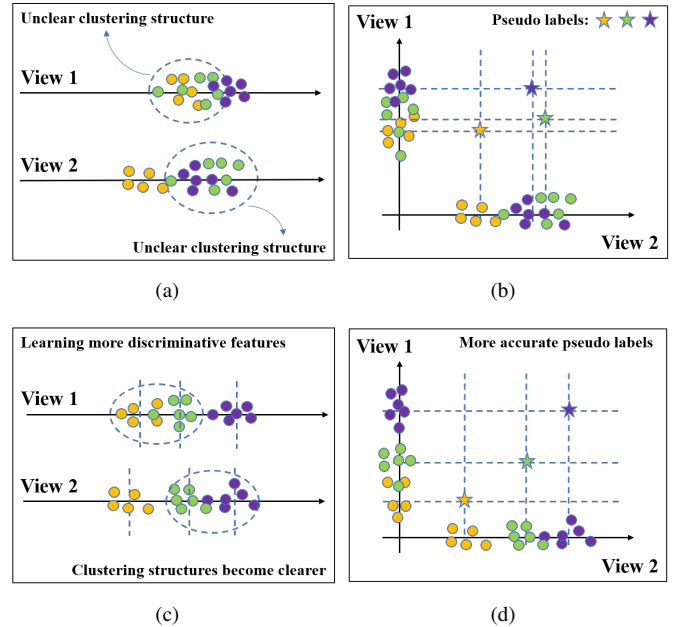 Unclear clustering structure
View 1
View 2
Unclear clustering structure
(a)
View 1
Pseudo labels:
View 2
(b)
Learning more discriminative features
View 1
View 2
Clustering structures become clearer
(c)
View 1
More accurate pseudo labels
View 2
(d)